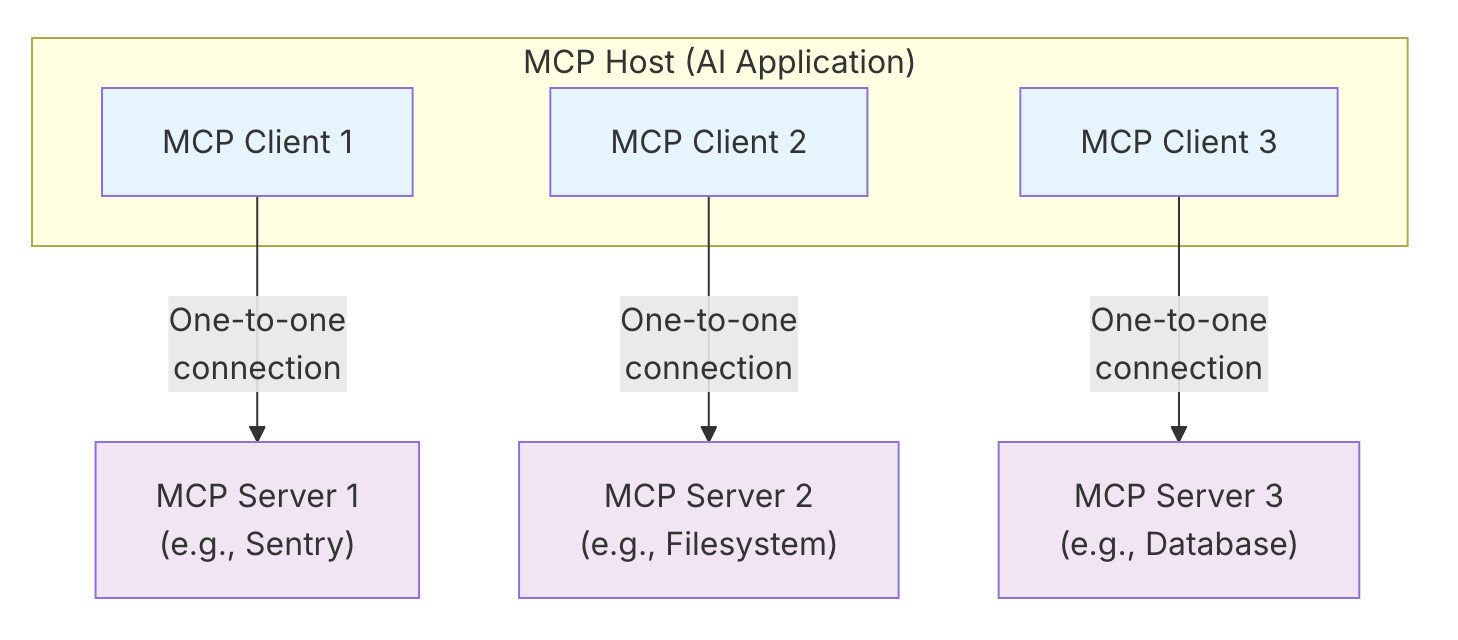 MCP Host (AI Application)
MCP Client 1
MCP Client 2
MCP Client 3
One-to-one
connection
One-to-one
connection
One-to-one
connection
MCP Server 1
(e.g., Sentry)
MCP Server 2
(e.g., Filesystem)
MCP Server 3
(e.g., Database)